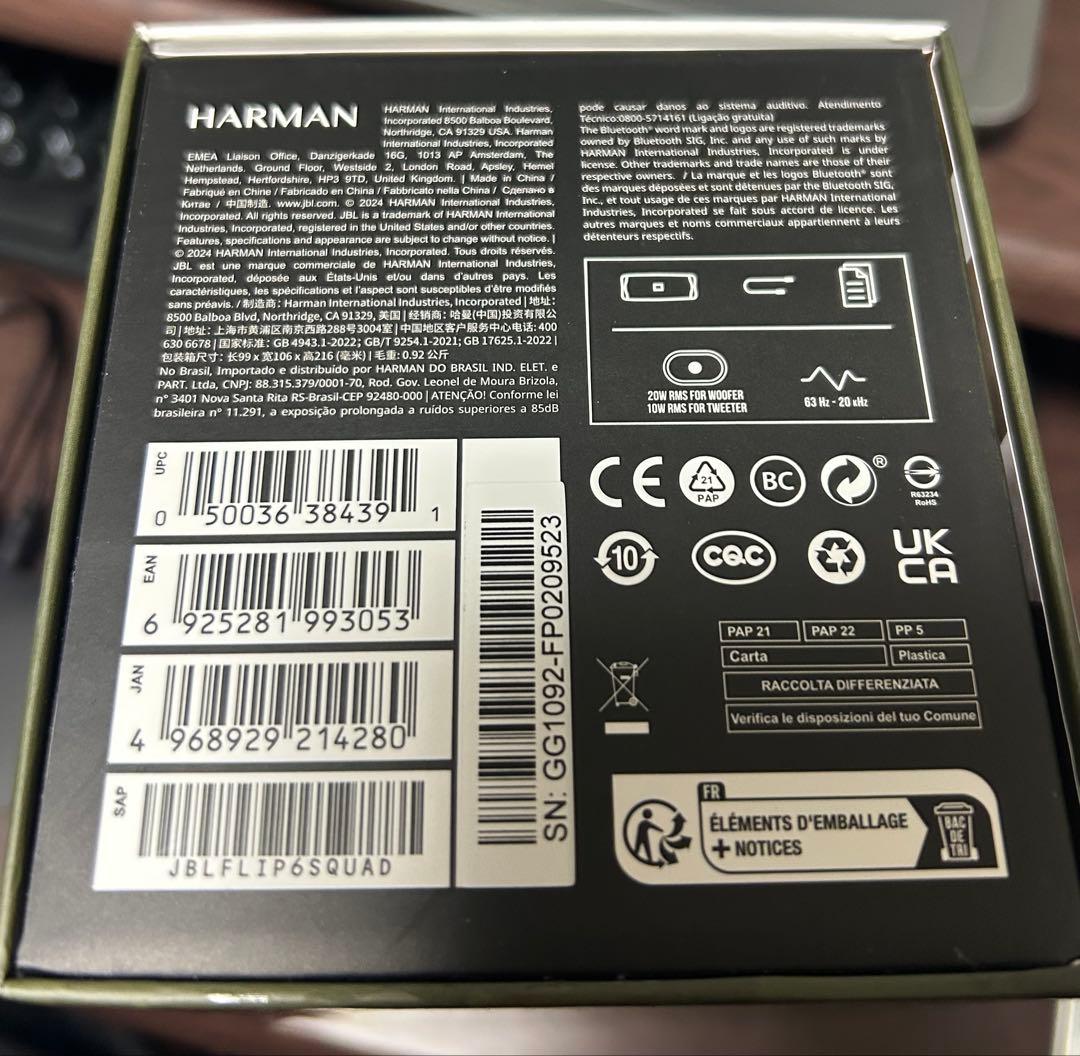 HARMAN
HARMAN International Industries,
Incorporated 8500 Balboa Boulevard,
Northridge, CA 91329 USA. Harman
International Industries, Incorporated
EMEA Liaison Office, Danzigerkade 16G, 1013 AP Amsterdam, The
Netherlands. Ground Floor, Westside 2, London Road, Apsley, Hemel
Hempstead, Hertfordshire, HP3 9TD, United Kingdom. | Made in China /
Fabriqué en Chine / Fabricado en China / Fabbricato nella China / Сделано в
Китае / 中国制造. www.jbl.com. © 2024 HARMAN International Industries,
Incorporated. All rights reserved. JBL is a trademark of HARMAN International
Industries, Incorporated, registered in the United States and/or other countries.
Features, specifications and appearance are subject to change without notice. |
© 2024 HARMAN International Industries, Incorporated. Tous droits réservés.
JBL est une marque commerciale de HARMAN International Industries,
Incorporated, déposée aux États-Unis et/ou dans d'autres pays. Les
caractéristiques, les spécifications et l'aspect sont susceptibles d'être modifiés
sans préavis. / 制造商: Harman International Industries, Incorporated | 地址:
8500 Balboa Blvd, Northridge, CA 91329, 美国 | 经销商: 哈曼(中国)投资有限公
司 | 地址: 上海市黄浦区南京西路288号3004室 | 中国地区客户服务中心电话: 400
630 6678 | 国家标准: GB 4943.1-2022; GB/T 9254.1-2021; GB 17625.1-2022 |
包装箱尺寸: 长99 x 宽106 x 高216 (毫米) | 毛重: 0.92 公斤
No Brasil, Importado e distribuído por HARMAN DO BRASIL IND. ELET. e
PART. Ltda, CNPJ: 88.315.379/0001-70, Rod. Gov. Leonel de Moura Brizola,
n° 3401 Nova Santa Rita RS-Brasil-CEP 92480-000 | ATENÇÃO! Conforme lei
brasileira n° 11.291, a exposição prolongada a ruídos superiores a 85dB
pode causar danos ao sistema auditivo. Atendimento
Técnico:0800-5714161 (Ligação gratuita)
The Bluetooth® word mark and logos are registered trademarks
owned by Bluetooth SIG, Inc. and any use of such marks by
HARMAN International Industries, Incorporated is under
license. Other trademarks and trade names are those of their
respective owners. / La marque et les logos Bluetooth® sont
des marques déposées et sont détenues par the Bluetooth SIG,
Inc., et tout usage de ces marques par HARMAN International
Industries, Incorporated se fait sous accord de licence. Les
autres marques et noms commerciaux appartiennent à leurs
détenteurs respectifs.
20W RMS FOR WOOFER
10W RMS FOR TWEETER
63 Hz - 20 kHz
UPC
0 50036 38439 1
EAN
6 925281 993053
JAN
4 968929 214280
SAP
JBLFLIP6SQUAD
SN: GG1092-FP0209523
CE
21
PAP
BC
®
R63234
RoHS
10
CQC
UK
CA
PAP 21
PAP 22
PP 5
Carta
Plastica
RACCOLTA DIFFERENZIATA
Verifica le disposizioni del tuo Comune
FR
ÉLÉMENTS D'EMBALLAGE
+ NOTICES
BAC
DE
TRI